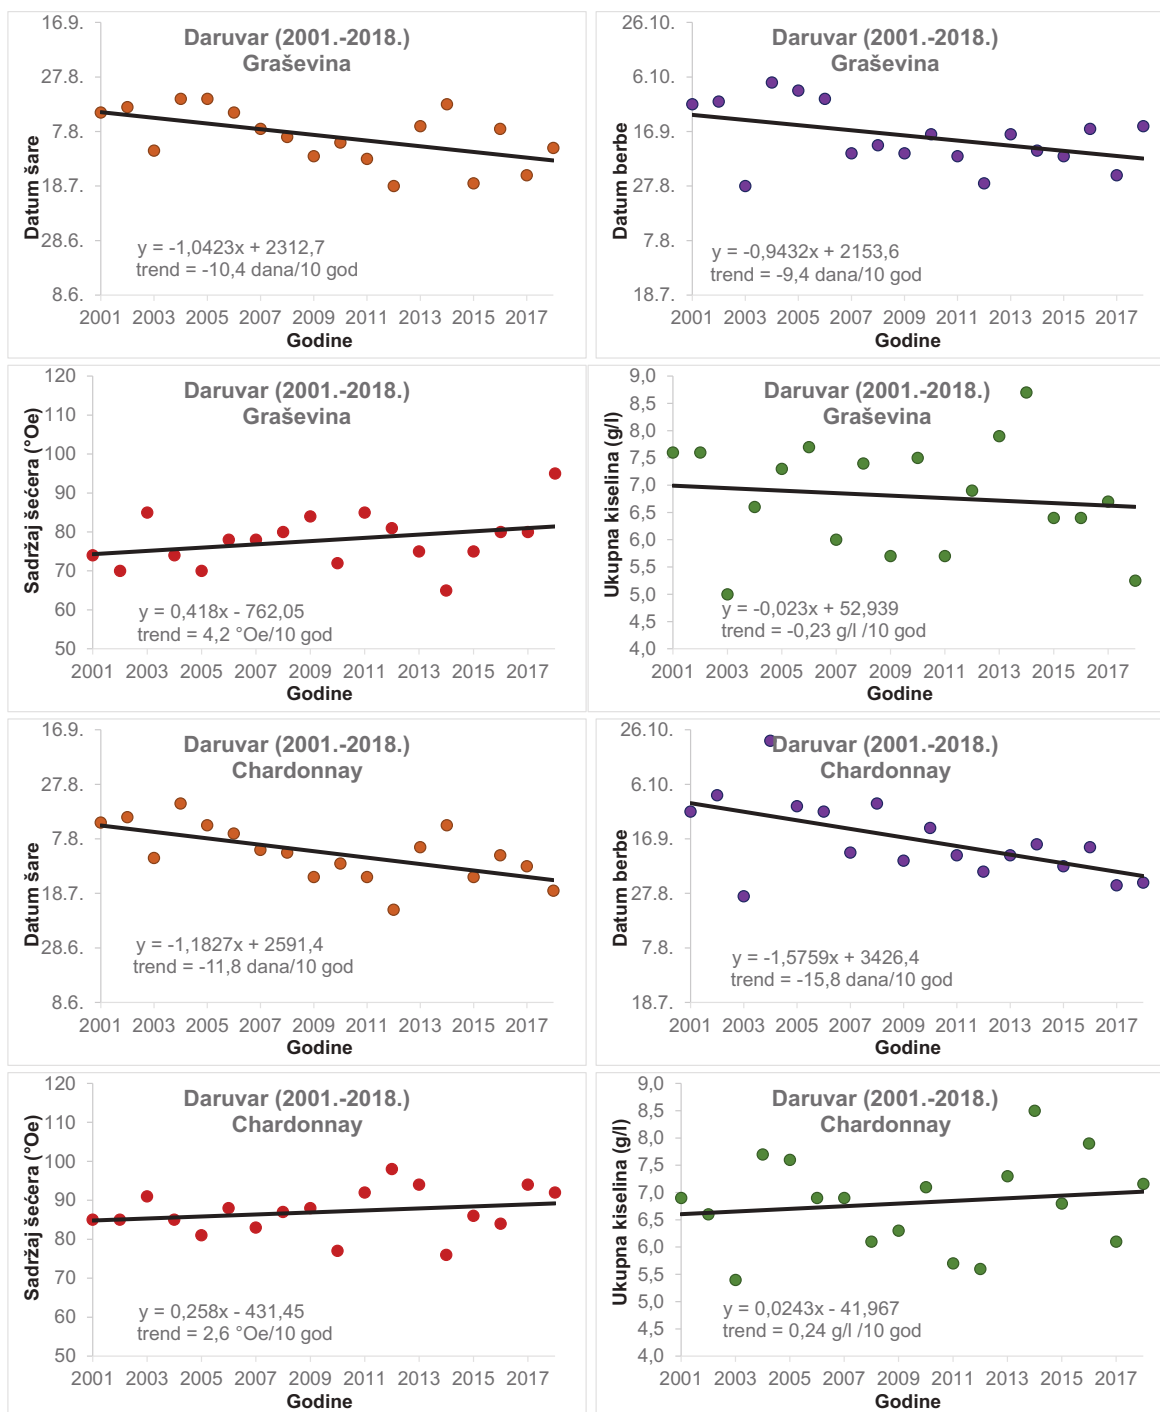 Daruvar (2001.-2018.)
Graševina
Datum šare
16.9.
27.8.
7.8.
18.7.
28.6.
8.6.
y = -1,0423x + 2312,7
trend = -10,4 dana/10 god
2001 2003 2005 2007 2009 2011 2013 2015 2017
Godine
Daruvar (2001.-2018.)
Graševina
Datum berbe
26.10.
6.10.
16.9.
27.8.
7.8.
18.7.
y = -0,9432x + 2153,6
trend = -9,4 dana/10 god
2001 2003 2005 2007 2009 2011 2013 2015 2017
Godine
Daruvar (2001.-2018.)
Graševina
Sadržaj šećera (°Oe)
120
110
100
90
80
70
60
50
y = 0,418x - 762,05
trend = 4,2 °Oe/10 god
2001 2003 2005 2007 2009 2011 2013 2015 2017
Godine
Daruvar (2001.-2018.)
Graševina
Ukupna kiselina (g/l)
9,0
8,5
8,0
7,5
7,0
6,5
6,0
5,5
5,0
4,5
4,0
y = -0,023x + 52,939
trend = -0,23 g/l /10 god
2001 2003 2005 2007 2009 2011 2013 2015 2017
Godine
Daruvar (2001.-2018.)
Chardonnay
Datum šare
16.9.
27.8.
7.8.
18.7.
28.6.
8.6.
y = -1,1827x + 2591,4
trend = -11,8 dana/10 god
2001 2003 2005 2007 2009 2011 2013 2015 2017
Godine
Daruvar (2001.-2018.)
Chardonnay
Datum berbe
26.10.
6.10.
16.9.
27.8.
7.8.
18.7.
y = -1,5759x + 3426,4
trend = -15,8 dana/10 god
2001 2003 2005 2007 2009 2011 2013 2015 2017
Godine
Daruvar (2001.-2018.)
Chardonnay
Sadržaj šećera (°Oe)
120
110
100
90
80
70
60
50
y = 0,258x - 431,45
trend = 2,6 °Oe/10 god
2001 2003 2005 2007 2009 2011 2013 2015 2017
Godine
Daruvar (2001.-2018.)
Chardonnay
Ukupna kiselina (g/l)
9,0
8,5
8,0
7,5
7,0
6,5
6,0
5,5
5,0
4,5
4,0
y = 0,0243x - 41,967
trend = 0,24 g/l /10 god
2001 2003 2005 2007 2009 2011 2013 2015 2017
Godine